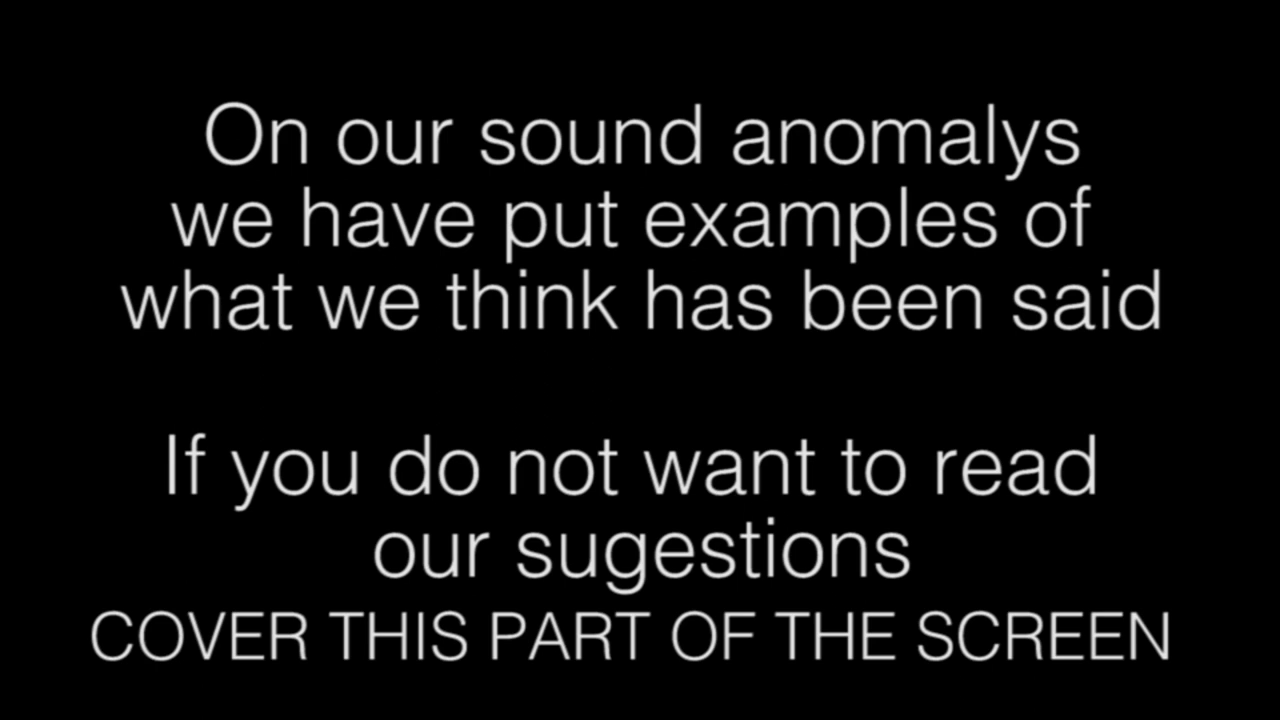 On our sound anomalys
we have put examples of
what we think has been said
If you do not want to read
our sugestions
COVER THIS PART OF THE SCREEN